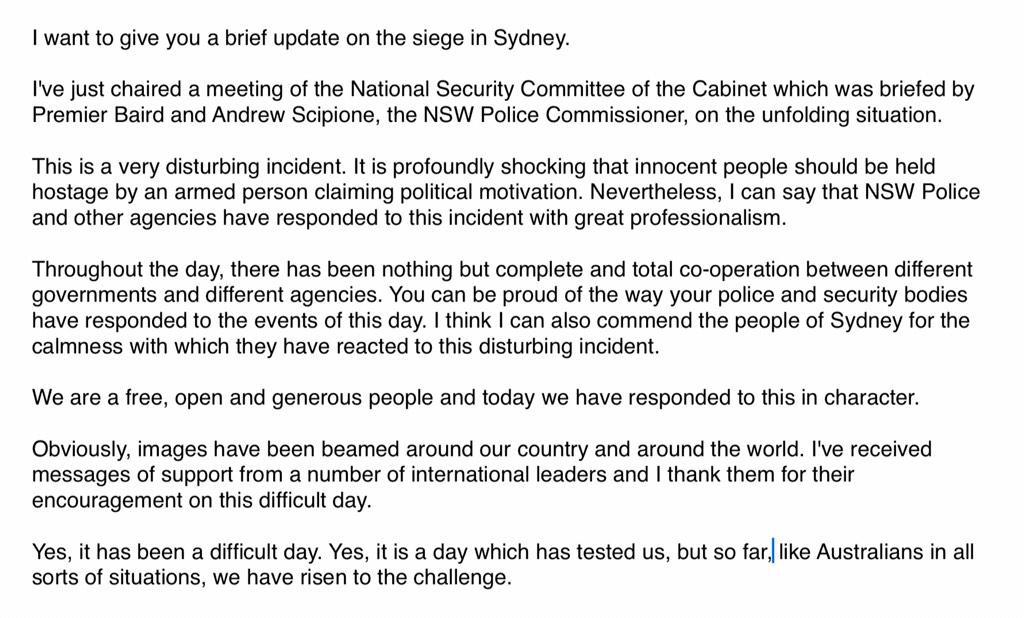 I want to give you a brief update on the siege in Sydney.
I've just chaired a meeting of the National Security Committee of the Cabinet which was briefed by
Premier Baird and Andrew Scipione, the NSW Police Commissioner, on the unfolding situation.
This is a very disturbing incident. It is profoundly shocking that innocent people should be held
hostage by an armed person claiming political motivation. Nevertheless, I can say that NSW Police
and other agencies have responded to this incident with great professionalism.
Throughout the day, there has been nothing but complete and total co-operation between different
governments and different agencies. You can be proud of the way your police and security bodies
have responded to the events of this day. I think I can also commend the people of Sydney for the
calmness with which they have reacted to this disturbing incident.
We are a free, open and generous people and today we have responded to this in character.
Obviously, images have been beamed around our country and around the world. I've received
messages of support from a number of international leaders and I thank them for their
encouragement on this difficult day.
Yes, it has been a difficult day. Yes, it is a day which has tested us, but so far, like Australians in all
sorts of situations, we have risen to the challenge.